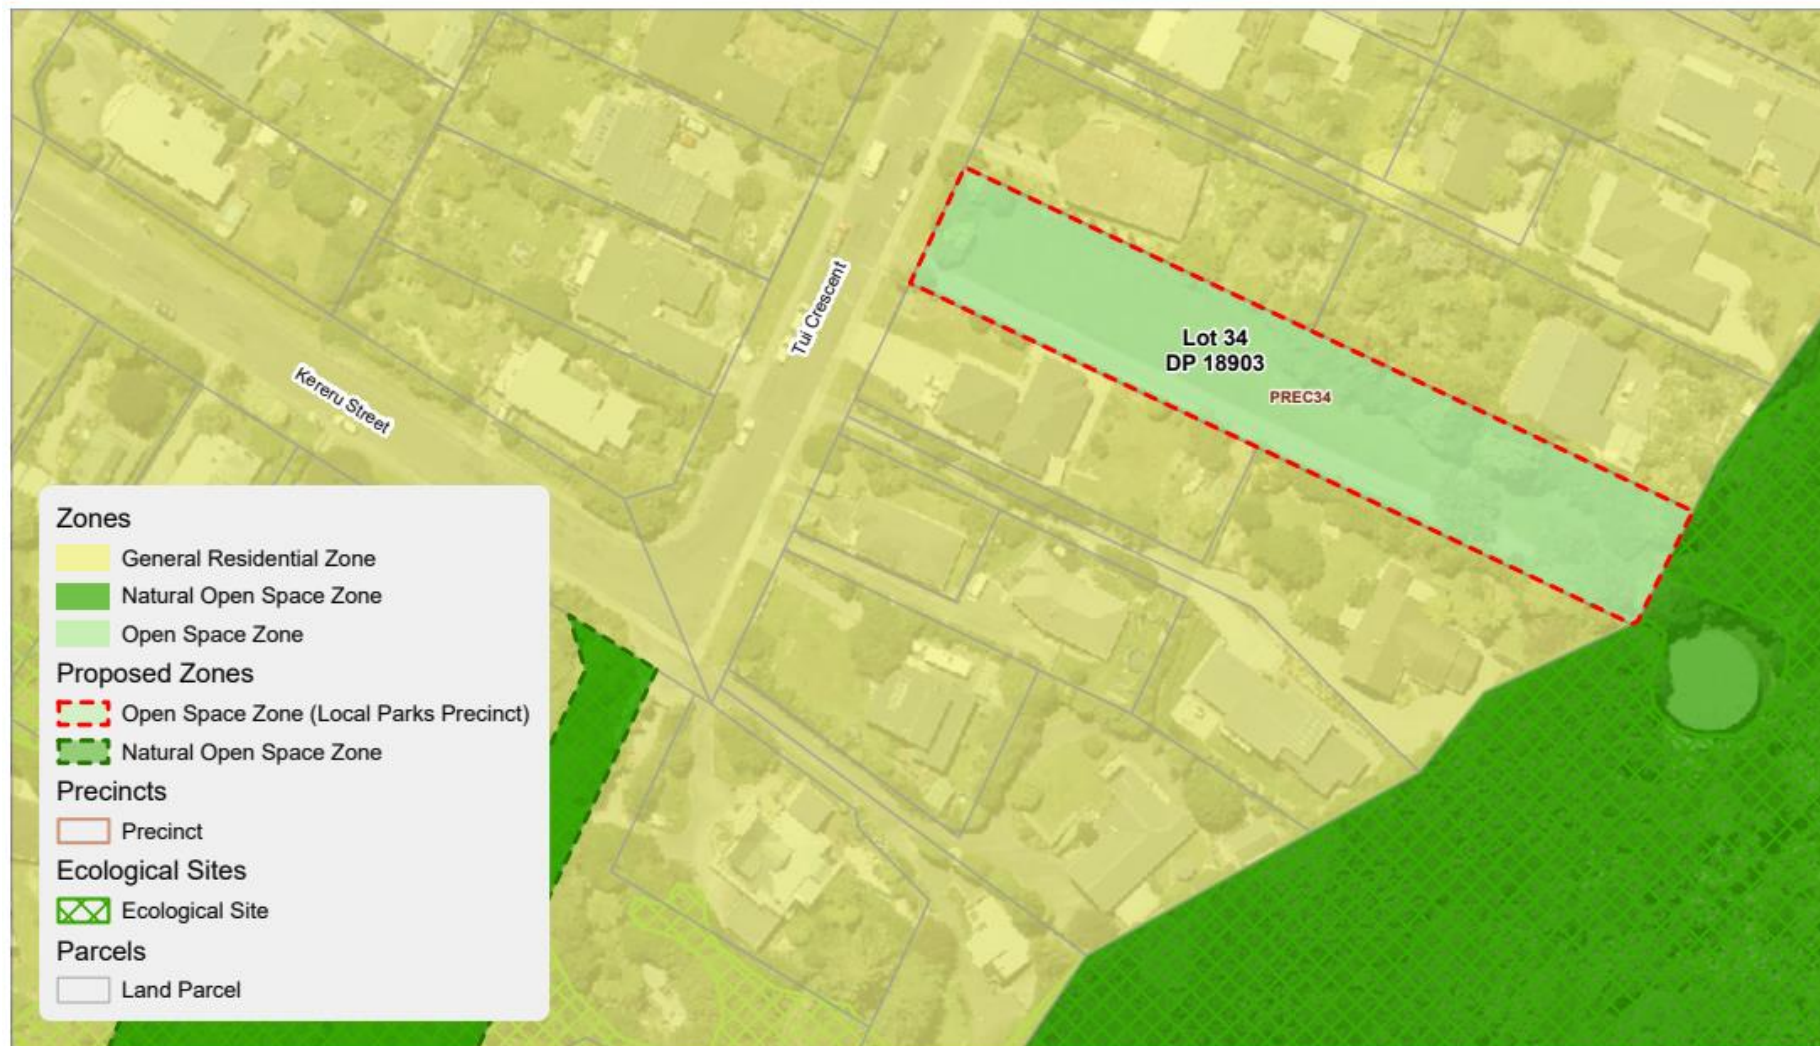 Tui Crescent
Kereru Street
Lot 34
DP 18903
PREC34
Zones
General Residential Zone
Natural Open Space Zone
Open Space Zone
Proposed Zones
Open Space Zone (Local Parks Precinct)
Natural Open Space Zone
Precincts
Precinct
Ecological Sites
Ecological Site
Parcels
Land Parcel